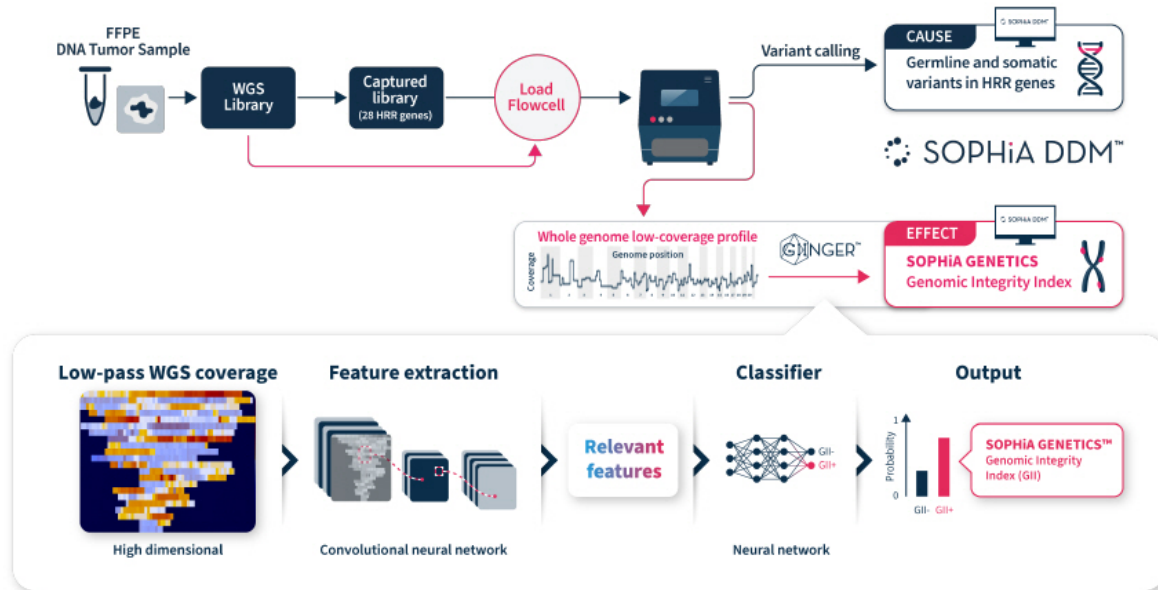 FFPE
DNA Tumor Sample
WGS
Library
Captured
library
(28 HRR genes)
Load
Flowcell
Variant calling
SOPHiA DDM™
CAUSE
Germline and somatic
variants in HRR genes
SOPHiA DDM™
Whole genome low-coverage profile
Genome position
Coverage
GIINGER™
SOPHiA DDM™
EFFECT
SOPHiA GENETICS
Genomic Integrity Index
Low-pass WGS coverage
High dimensional
Feature extraction
Convolutional neural network
Relevant
features
Classifier
GII-
GII+
Neural network
Output
1
Probability
0
GII- GII+
SOPHiA GENETICS™
Genomic Integrity
Index (GII)